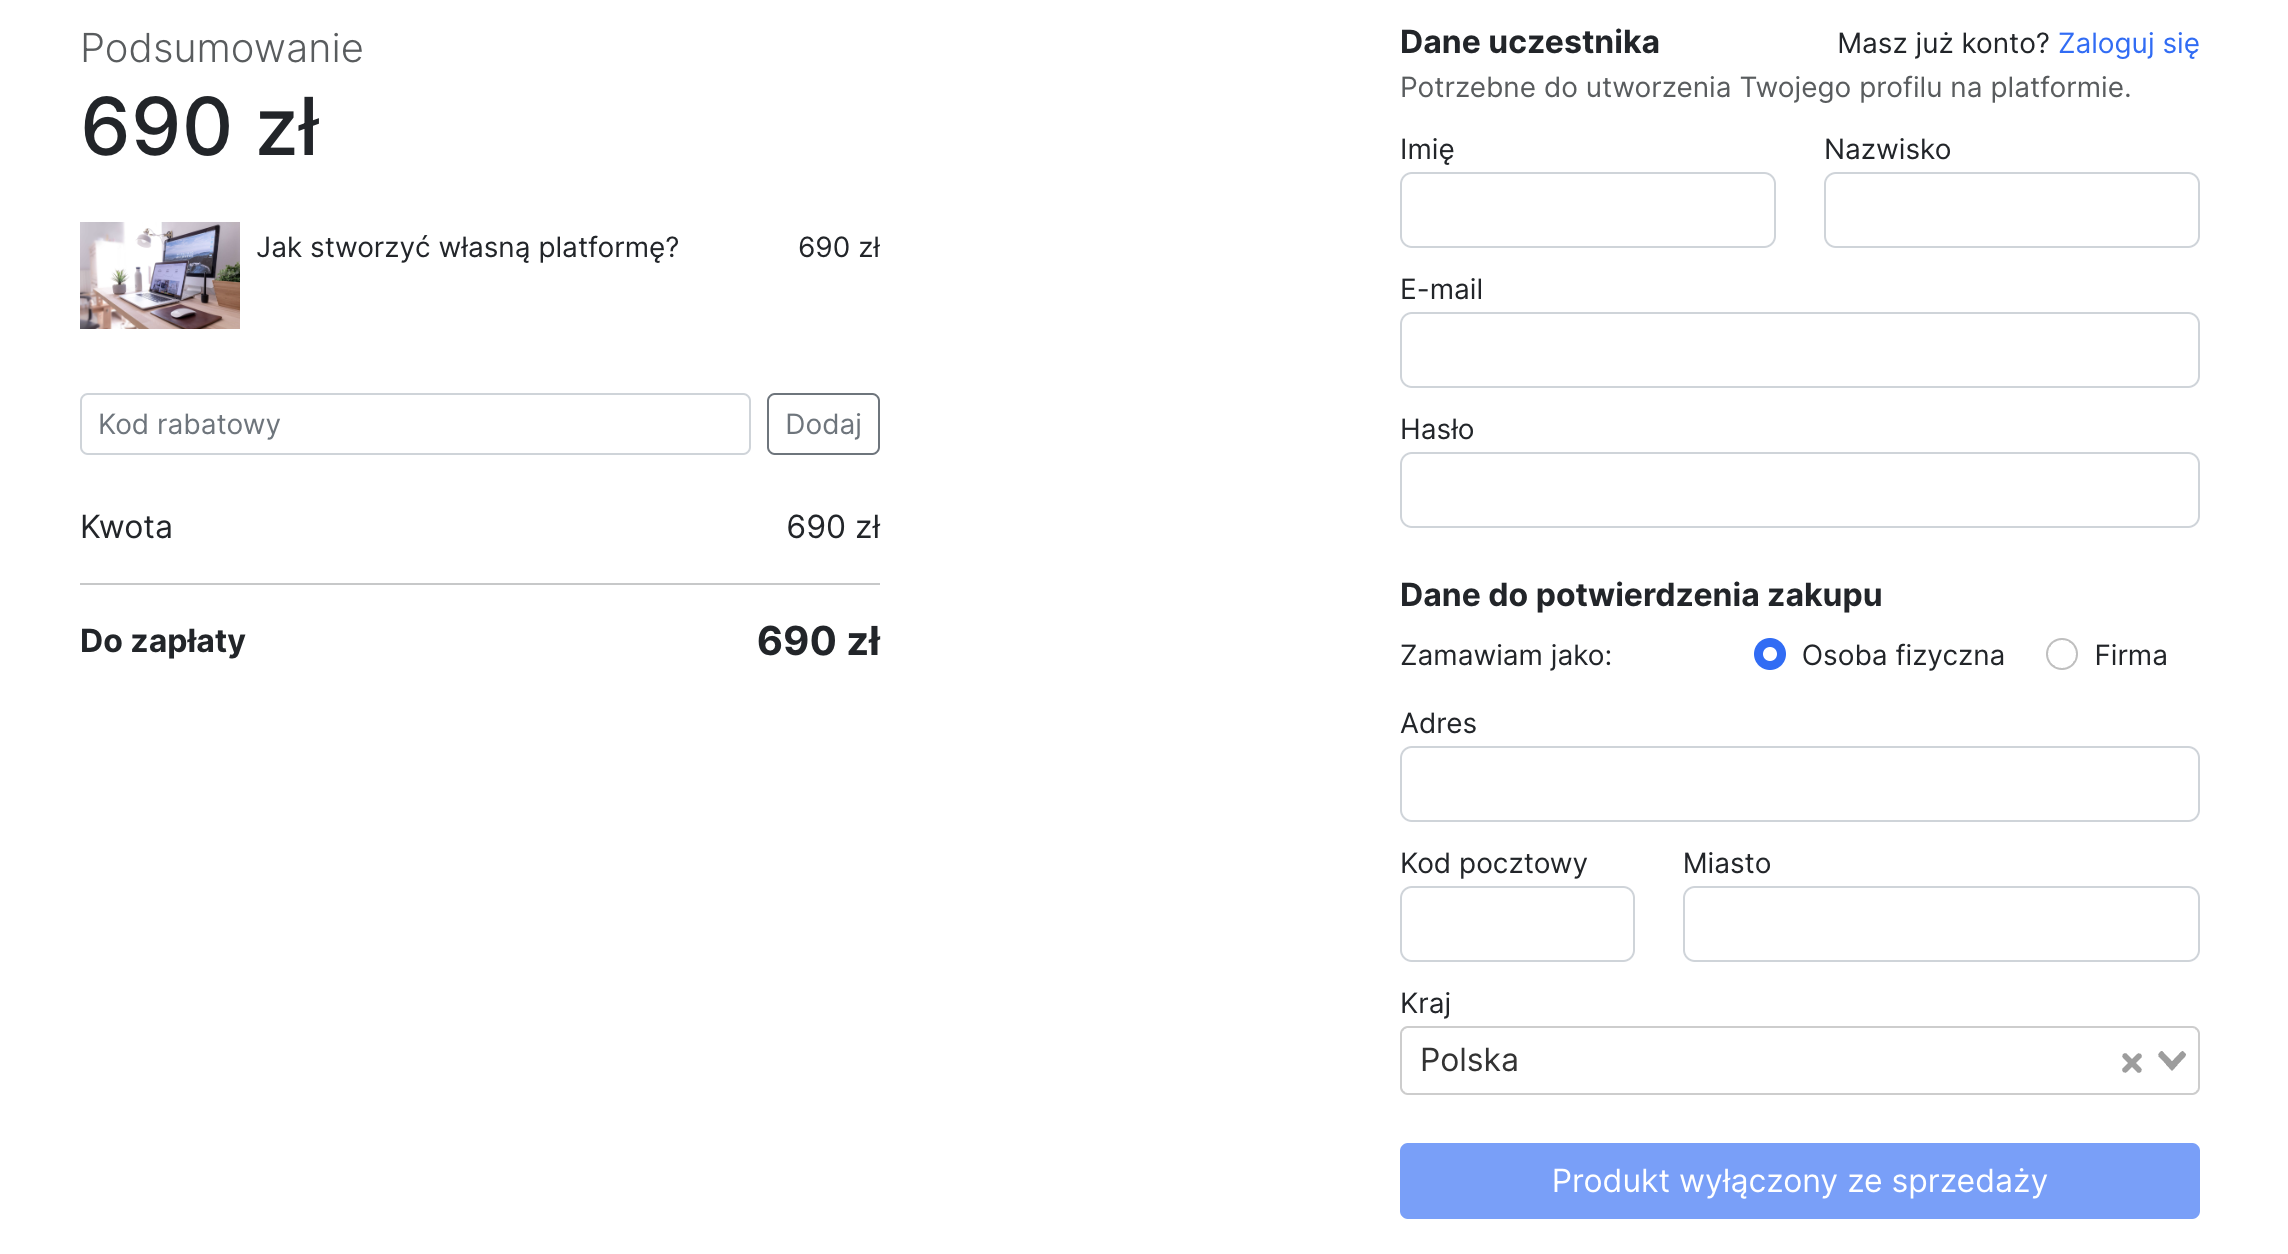 Podsumowanie
690 zł
Jak stworzyć własną platformę? 690 zł
Kod rabatowy Dodaj
Kwota 690 zł
Do zapłaty 690 zł
Dane uczestnika Masz już konto? Zaloguj się
Potrzebne do utworzenia Twojego profilu na platformie.
Imię Nazwisko
E-mail
Hasło
Dane do potwierdzenia zakupu
Zamawiam jako: Osoba fizyczna Firma
Adres
Kod pocztowy Miasto
Kraj
Polska
Produkt wyłączony ze sprzedaży